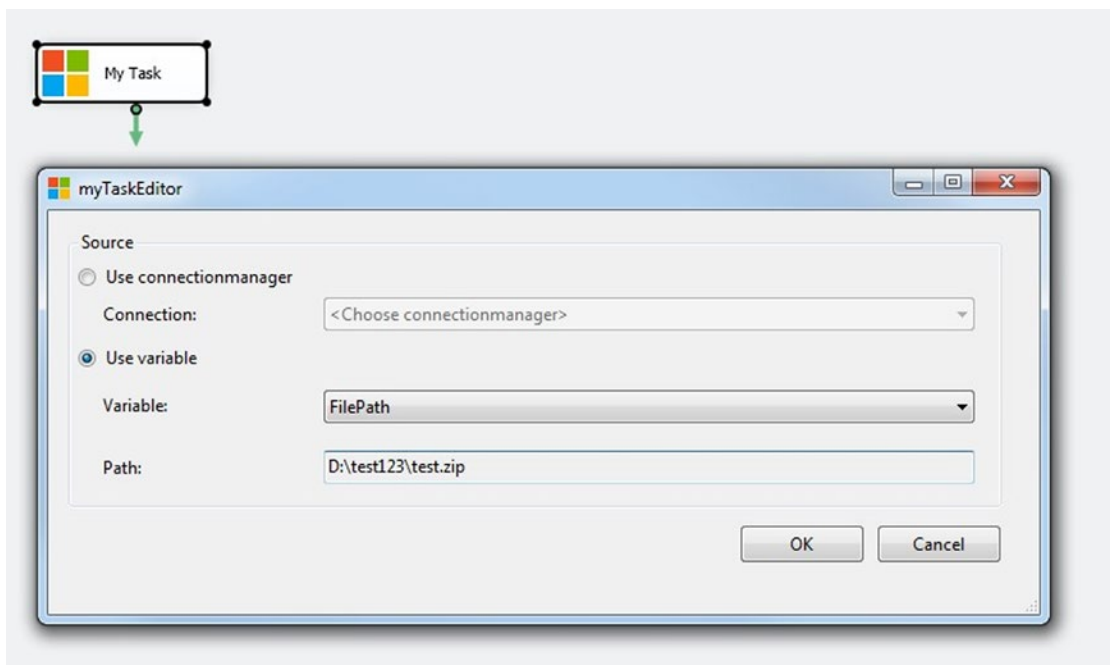 My Task
myTaskEditor
Source
Use connectionmanager
Connection: <Choose connectionmanager>
Use variable
Variable: FilePath
Path: D:\test123\test.zip
OK Cancel